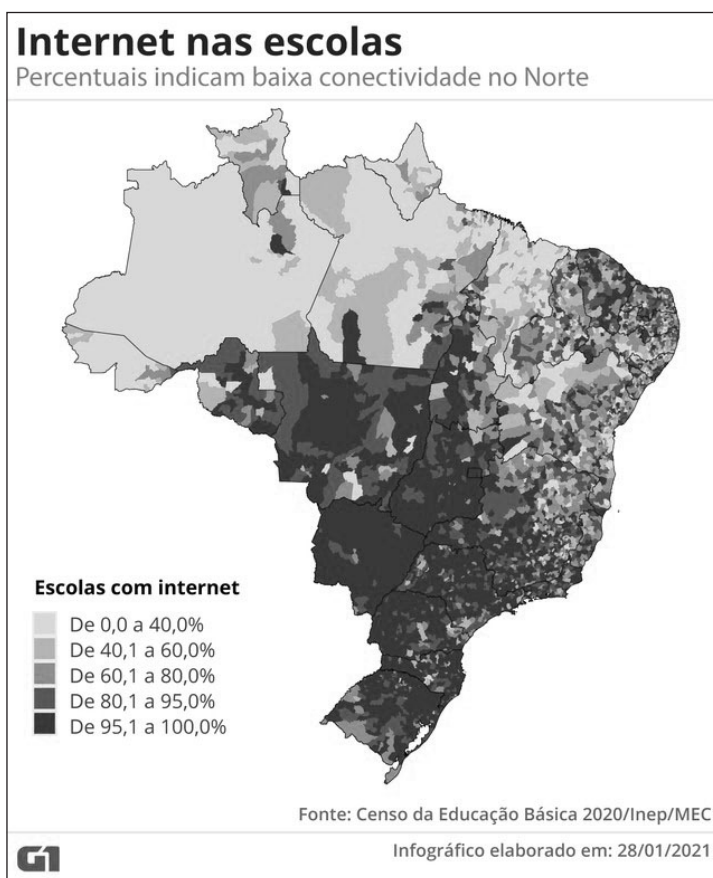 Internet nas escolas
Percentuais indicam baixa conectividade no Norte
Escolas com internet
De 0,0 a 40,0%
De 40,1 a 60,0%
De 60,1 a 80,0%
De 80,1 a 95,0%
De 95,1 a 100,0%
Fonte: Censo da Educação Básica 2020/Inep/MEC
G1
Infográfico elaborado em: 28/01/2021